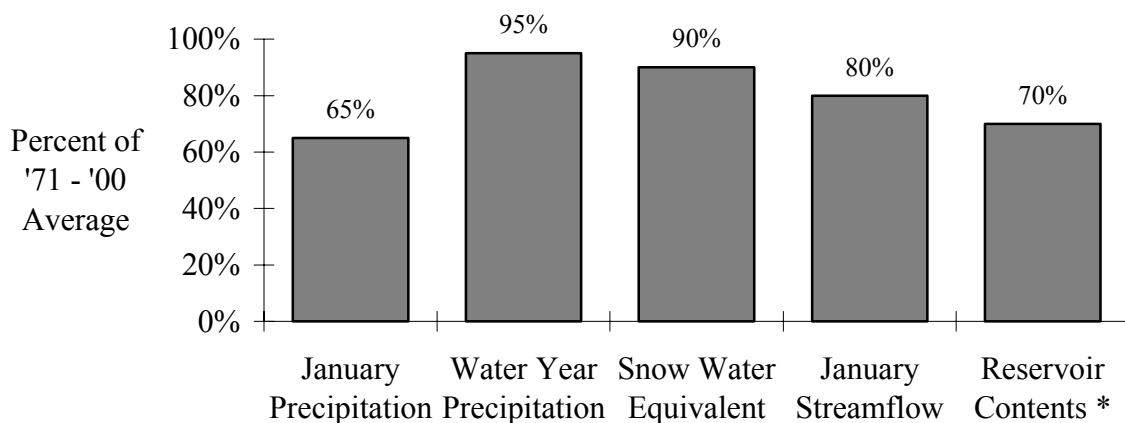 95%
90%
80%
70%
65%
100%
80%
60%
40%
20%
0%
Percent of
'71 - '00
Average
January
Precipitation
Water Year
Precipitation
Snow Water
Equivalent
January
Streamflow
Reservoir
Contents *